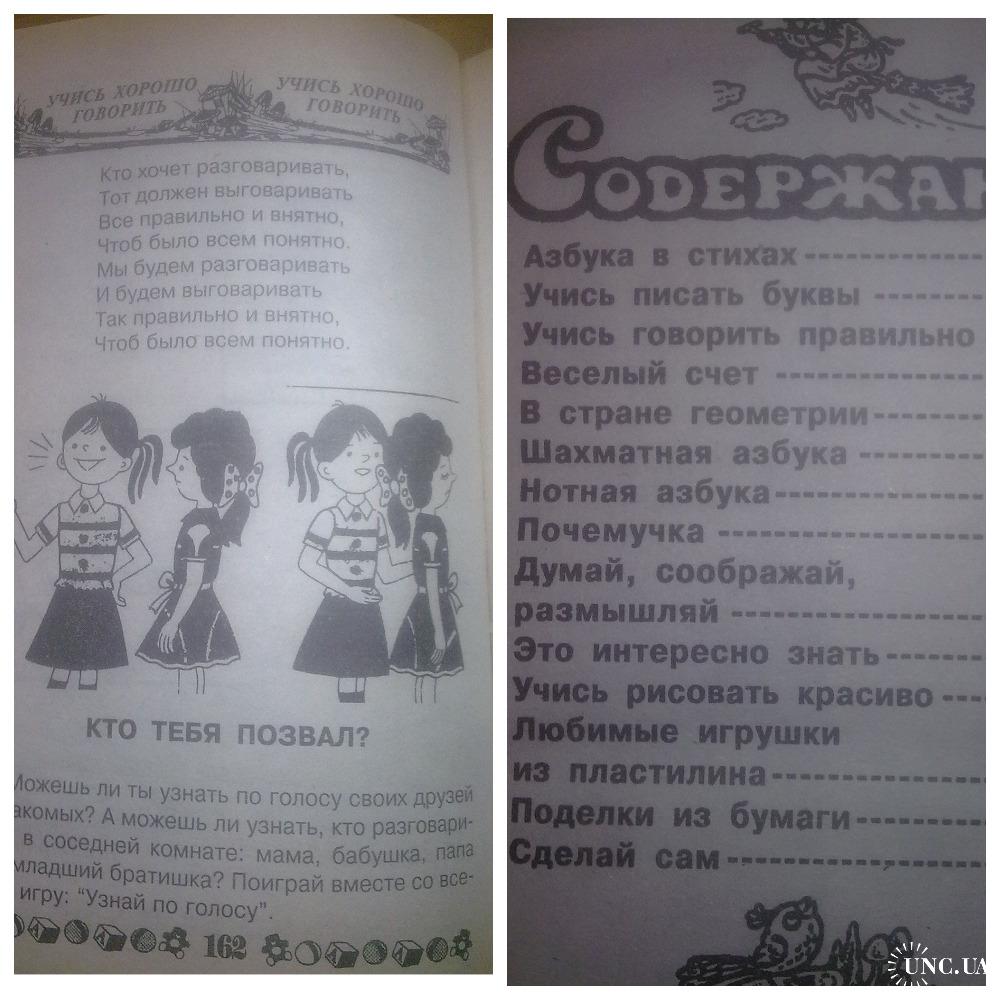 УЧИСЬ ХОРОШО
ГОВОРИТЬ
УЧИСЬ ХОРОШО
ГОВОРИТЬ
Кто хочет разговаривать,
Тот должен выговаривать
Все правильно и внятно,
Чтоб было всем понятно.
Мы будем разговаривать
И будем выговаривать
Так правильно и внятно,
Чтоб было всем понятно.
КТО ТЕБЯ ПОЗВАЛ?
Можешь ли ты узнать по голосу своих друзей
акомых? А можешь ли узнать, кто разговари-
в соседней комнате: мама, бабушка, папа
младший братишка? Поиграй вместе со все-
игру: "Узнай по голосу".
162
СОДЕРЖАН
Азбука в стихах
Учись писать буквы
Учись говорить правильно
Веселый счет
В стране геометрии
Шахматная азбука
Нотная азбука
Почемучка
Думай, соображай,
размышляй
Это интересно знать
Учись рисовать красиво
Любимые игрушки
из пластилина
Поделки из бумаги
Сделай сам
UNC.UA